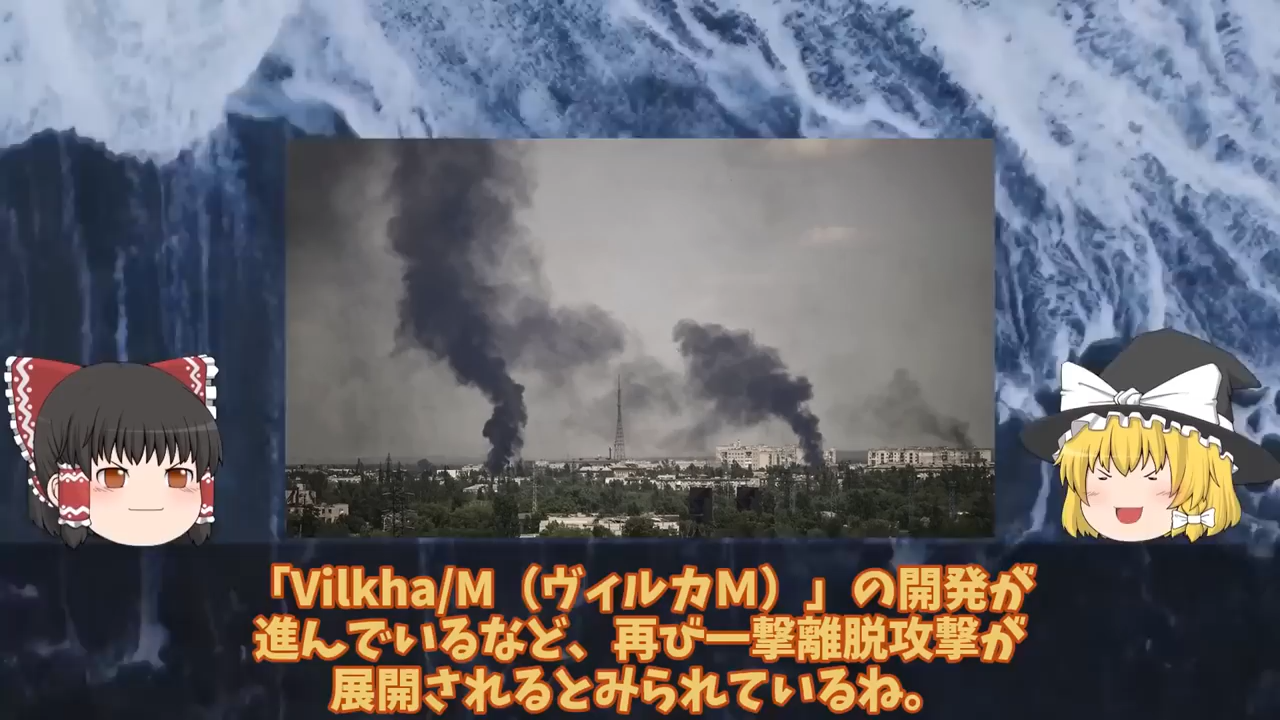 「Vilkha/M（ヴィルカM）」の開発が
進んでいるなど、再び一撃離脱攻撃が
展開されるとみられているね。